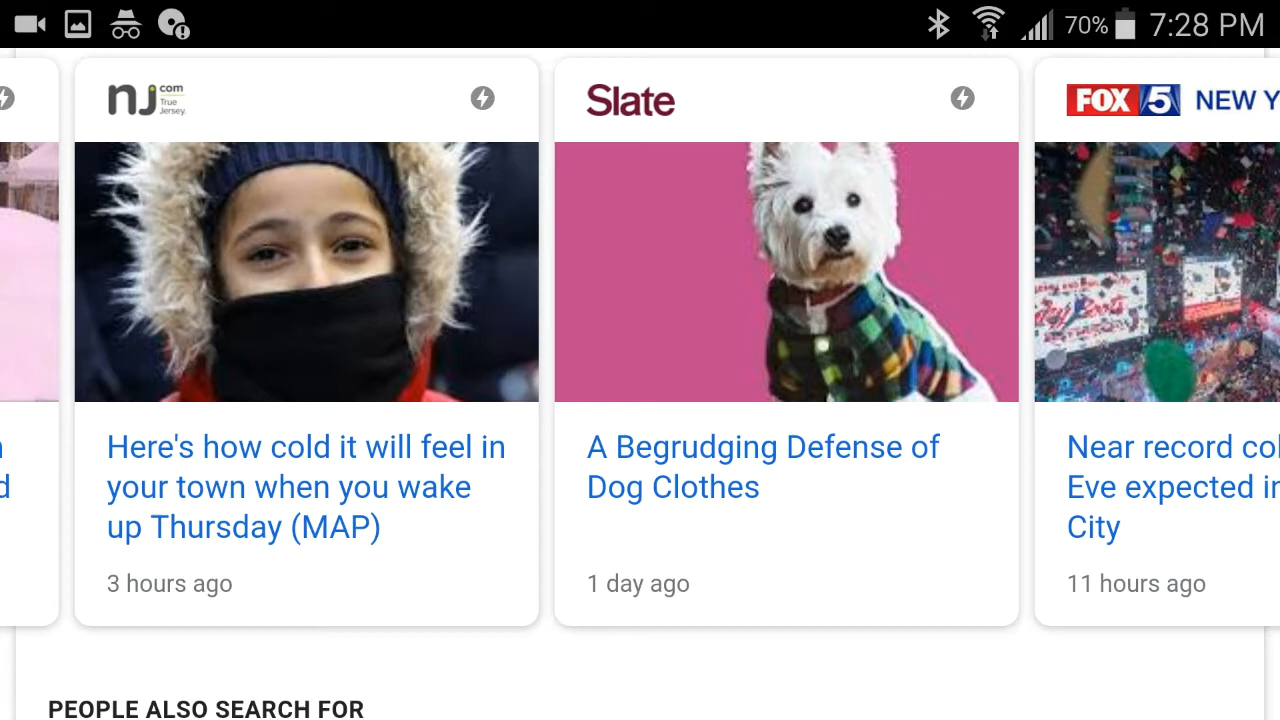 70% 7:28 PM
nj com
True
Jersey.
Here's how cold it will feel in
your town when you wake
up Thursday (MAP)
3 hours ago
Slate
A Begrudging Defense of
Dog Clothes
1 day ago
FOX 5 NEW Y
Near record col
Eve expected in
City
11 hours ago
PEOPLE ALSO SEARCH FOR